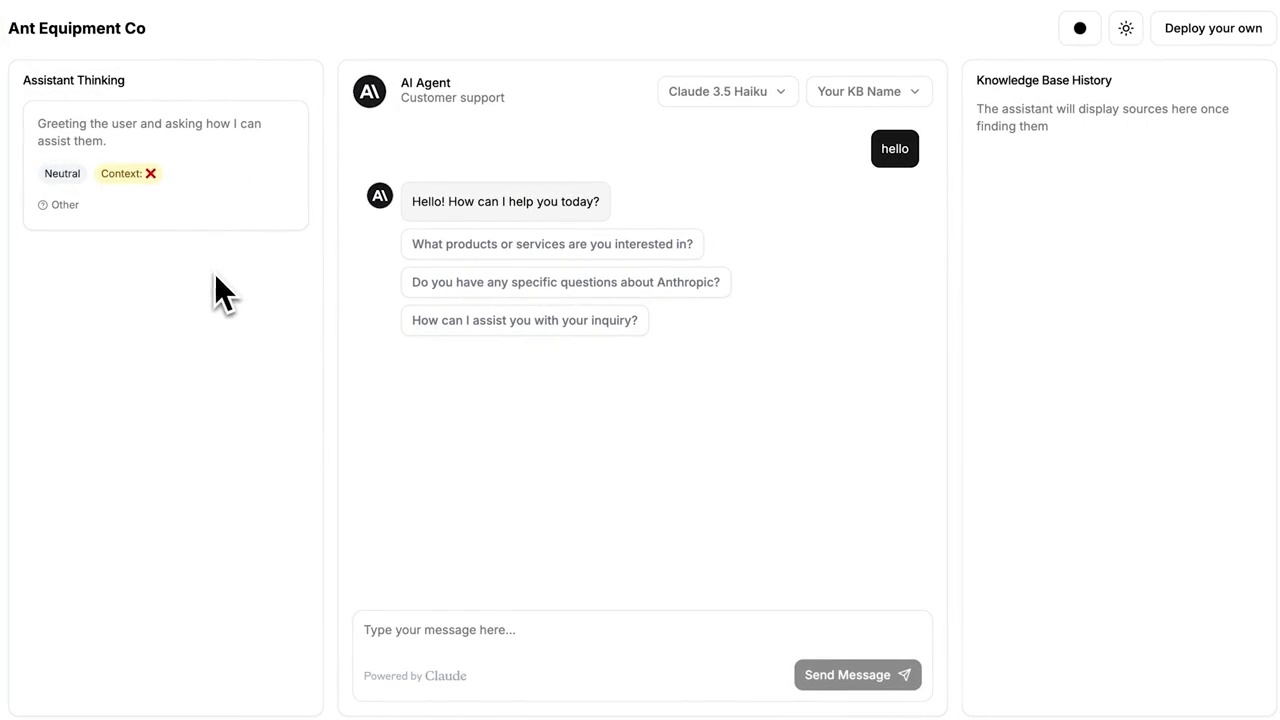 Ant Equipment Co
Deploy your own
Assistant Thinking
Greeting the user and asking how I can
assist them.
Neutral
Context: ❌
Other
AI Agent
Customer support
Claude 3.5 Haiku
Your KB Name
hello
Hello! How can I help you today?
What products or services are you interested in?
Do you have any specific questions about Anthropic?
How can I assist you with your inquiry?
Type your message here...
Powered by Claude
Send Message
Knowledge Base History
The assistant will display sources here once
finding them